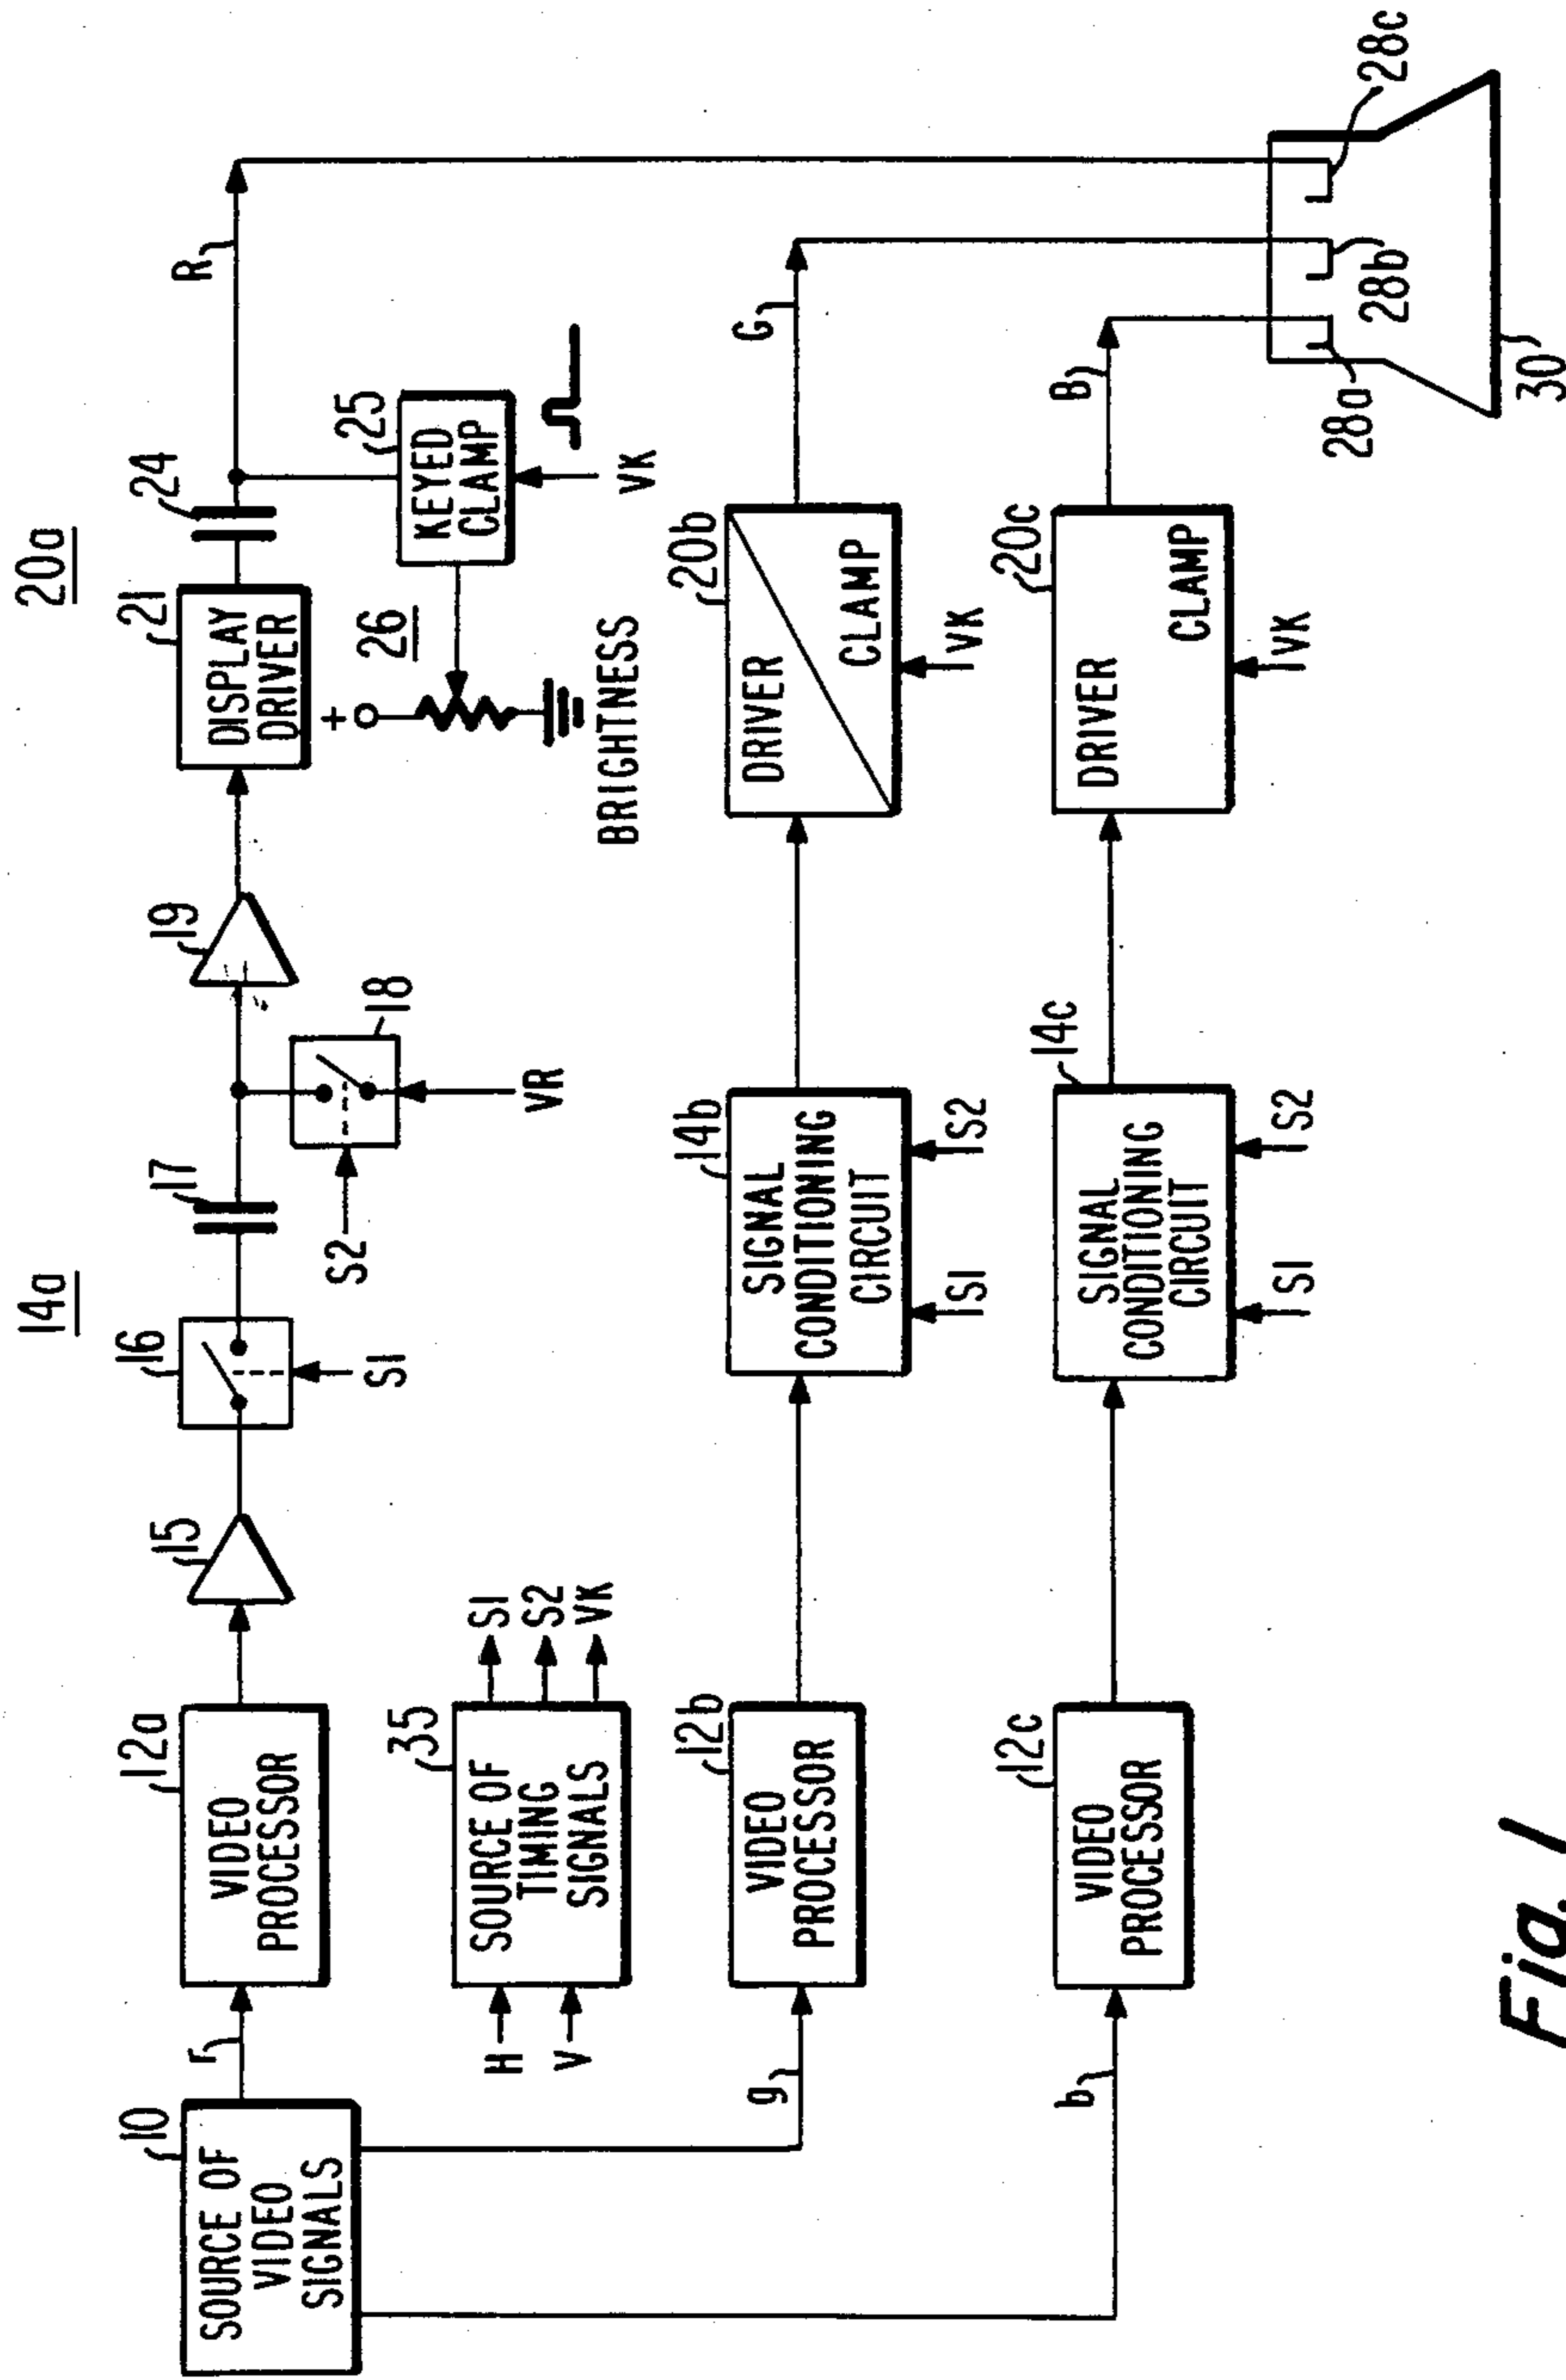 14a
20a
10
SOURCE OF
VIDEO
SIGNALS
r
12a
VIDEO
PROCESSOR
15
16
S1
17
S2
18
VR
19
21
DISPLAY
DRIVER
24
25
KEYED
CLAMP
VK
26
+
BRIGHTNESS
R
35
SOURCE OF
TIMING
SIGNALS
H
V
S1
S2
VK
g
12b
VIDEO
PROCESSOR
14b
SIGNAL
CONDITIONING
CIRCUIT
S1
S2
20b
DRIVER
CLAMP
VK
G
b
12c
VIDEO
PROCESSOR
14c
SIGNAL
CONDITIONING
CIRCUIT
S1
S2
20c
DRIVER
CLAMP
VK
B
28a
28b
28c
30
Fig. 1